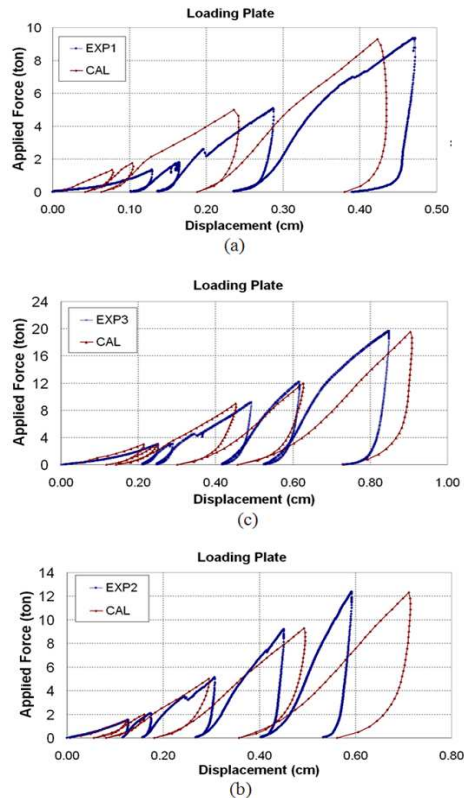 Loading Plate
10
8
6
4
2
0
Applied Force (ton)
EXP1
CAL
0.00 0.10 0.20 0.30 0.40 0.50
Displacement (cm)
(a)
Loading Plate
24
20
16
12
8
4
0
Applied Force (ton)
EXP3
CAL
0.00 0.20 0.40 0.60 0.80 1.00
Displacement (cm)
(c)
Loading Plate
14
12
10
8
6
4
2
0
Applied Force (ton)
EXP2
CAL
0.00 0.20 0.40 0.60 0.80
Displacement (cm)
(b)